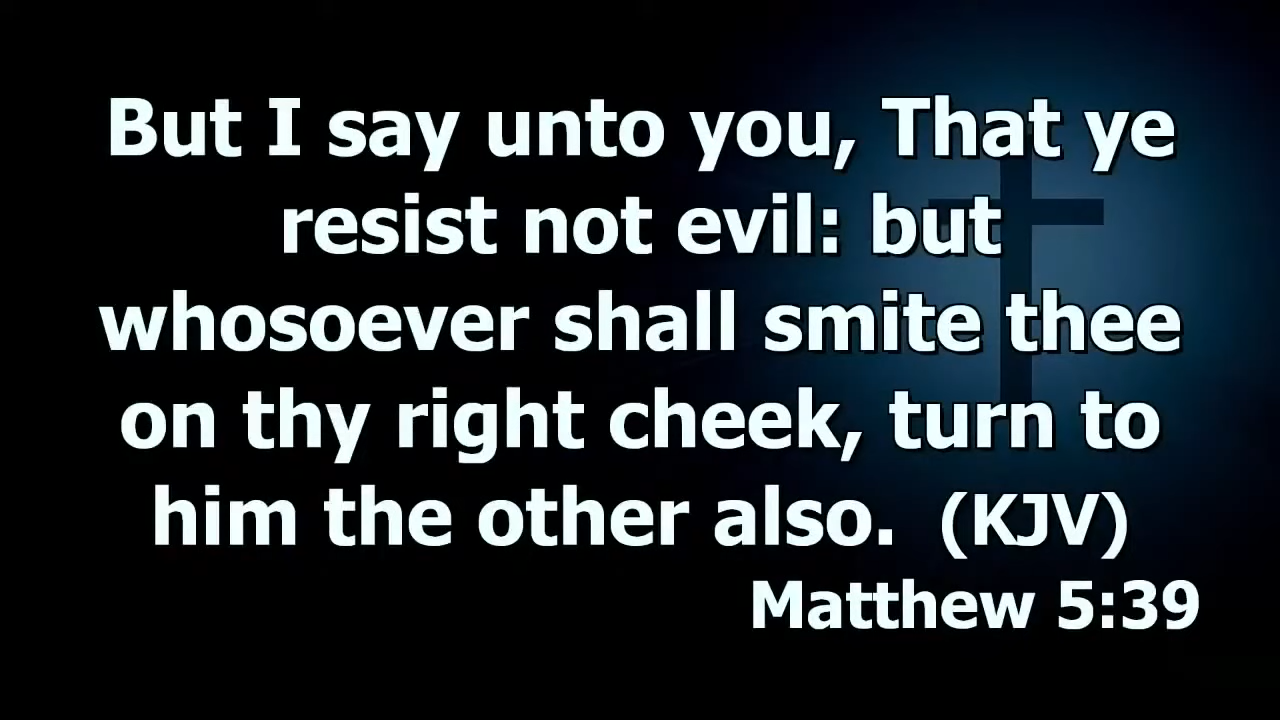 But I say unto you, That ye
resist not evil: but
whosoever shall smite thee
on thy right cheek, turn to
him the other also.  (KJV)
Matthew 5:39